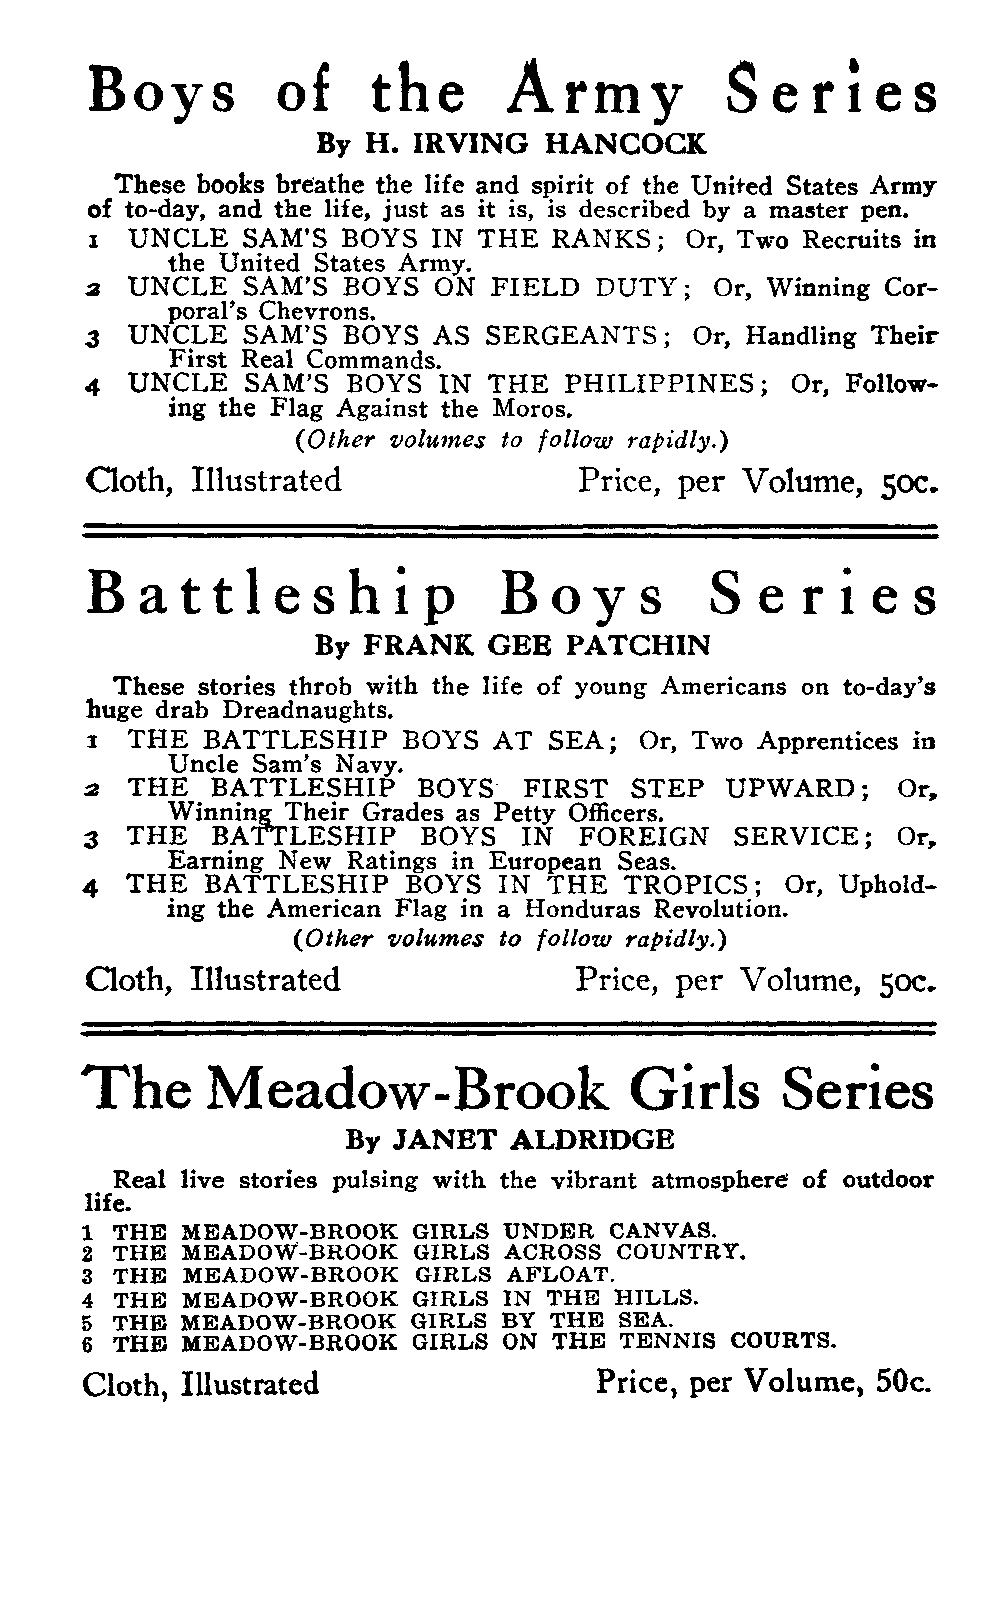 Boys of the Army Series
By H. IRVING HANCOCK
These books breathe the life and spirit of the United States Army
of to-day, and the life, just as it is, is described by a master pen.
1 UNCLE SAM'S BOYS IN THE RANKS; Or, Two Recruits in
the United States Army.
2 UNCLE SAM'S BOYS ON FIELD DUTY; Or, Winning Cor-
poral's Chevrons.
3 UNCLE SAM'S BOYS AS SERGEANTS; Or, Handling Their
First Real Commands.
4 UNCLE SAM'S BOYS IN THE PHILIPPINES; Or, Follow-
ing the Flag Against the Moros.
(Other volumes to follow rapidly.)
Cloth, Illustrated Price, per Volume, 50c.
Battleship Boys Series
By FRANK GEE PATCHIN
These stories throb with the life of young Americans on to-day's
huge drab Dreadnaughts.
1 THE BATTLESHIP BOYS AT SEA; Or, Two Apprentices in
Uncle Sam's Navy.
2 THE BATTLESHIP BOYS FIRST STEP UPWARD; Or,
Winning Their Grades as Petty Officers.
3 THE BATTLESHIP BOYS IN FOREIGN SERVICE; Or,
Earning New Ratings in European Seas.
4 THE BATTLESHIP BOYS IN THE TROPICS; Or, Uphold-
ing the American Flag in a Honduras Revolution.
(Other volumes to follow rapidly.)
Cloth, Illustrated Price, per Volume, 50c.
The Meadow-Brook Girls Series
By JANET ALDRIDGE
Real live stories pulsing with the vibrant atmosphere of outdoor
life.
1 THE MEADOW-BROOK GIRLS UNDER CANVAS.
2 THE MEADOW-BROOK GIRLS ACROSS COUNTRY.
3 THE MEADOW-BROOK GIRLS AFLOAT.
4 THE MEADOW-BROOK GIRLS IN THE HILLS.
5 THE MEADOW-BROOK GIRLS BY THE SEA.
6 THE MEADOW-BROOK GIRLS ON THE TENNIS COURTS.
Cloth, Illustrated Price, per Volume, 50c.